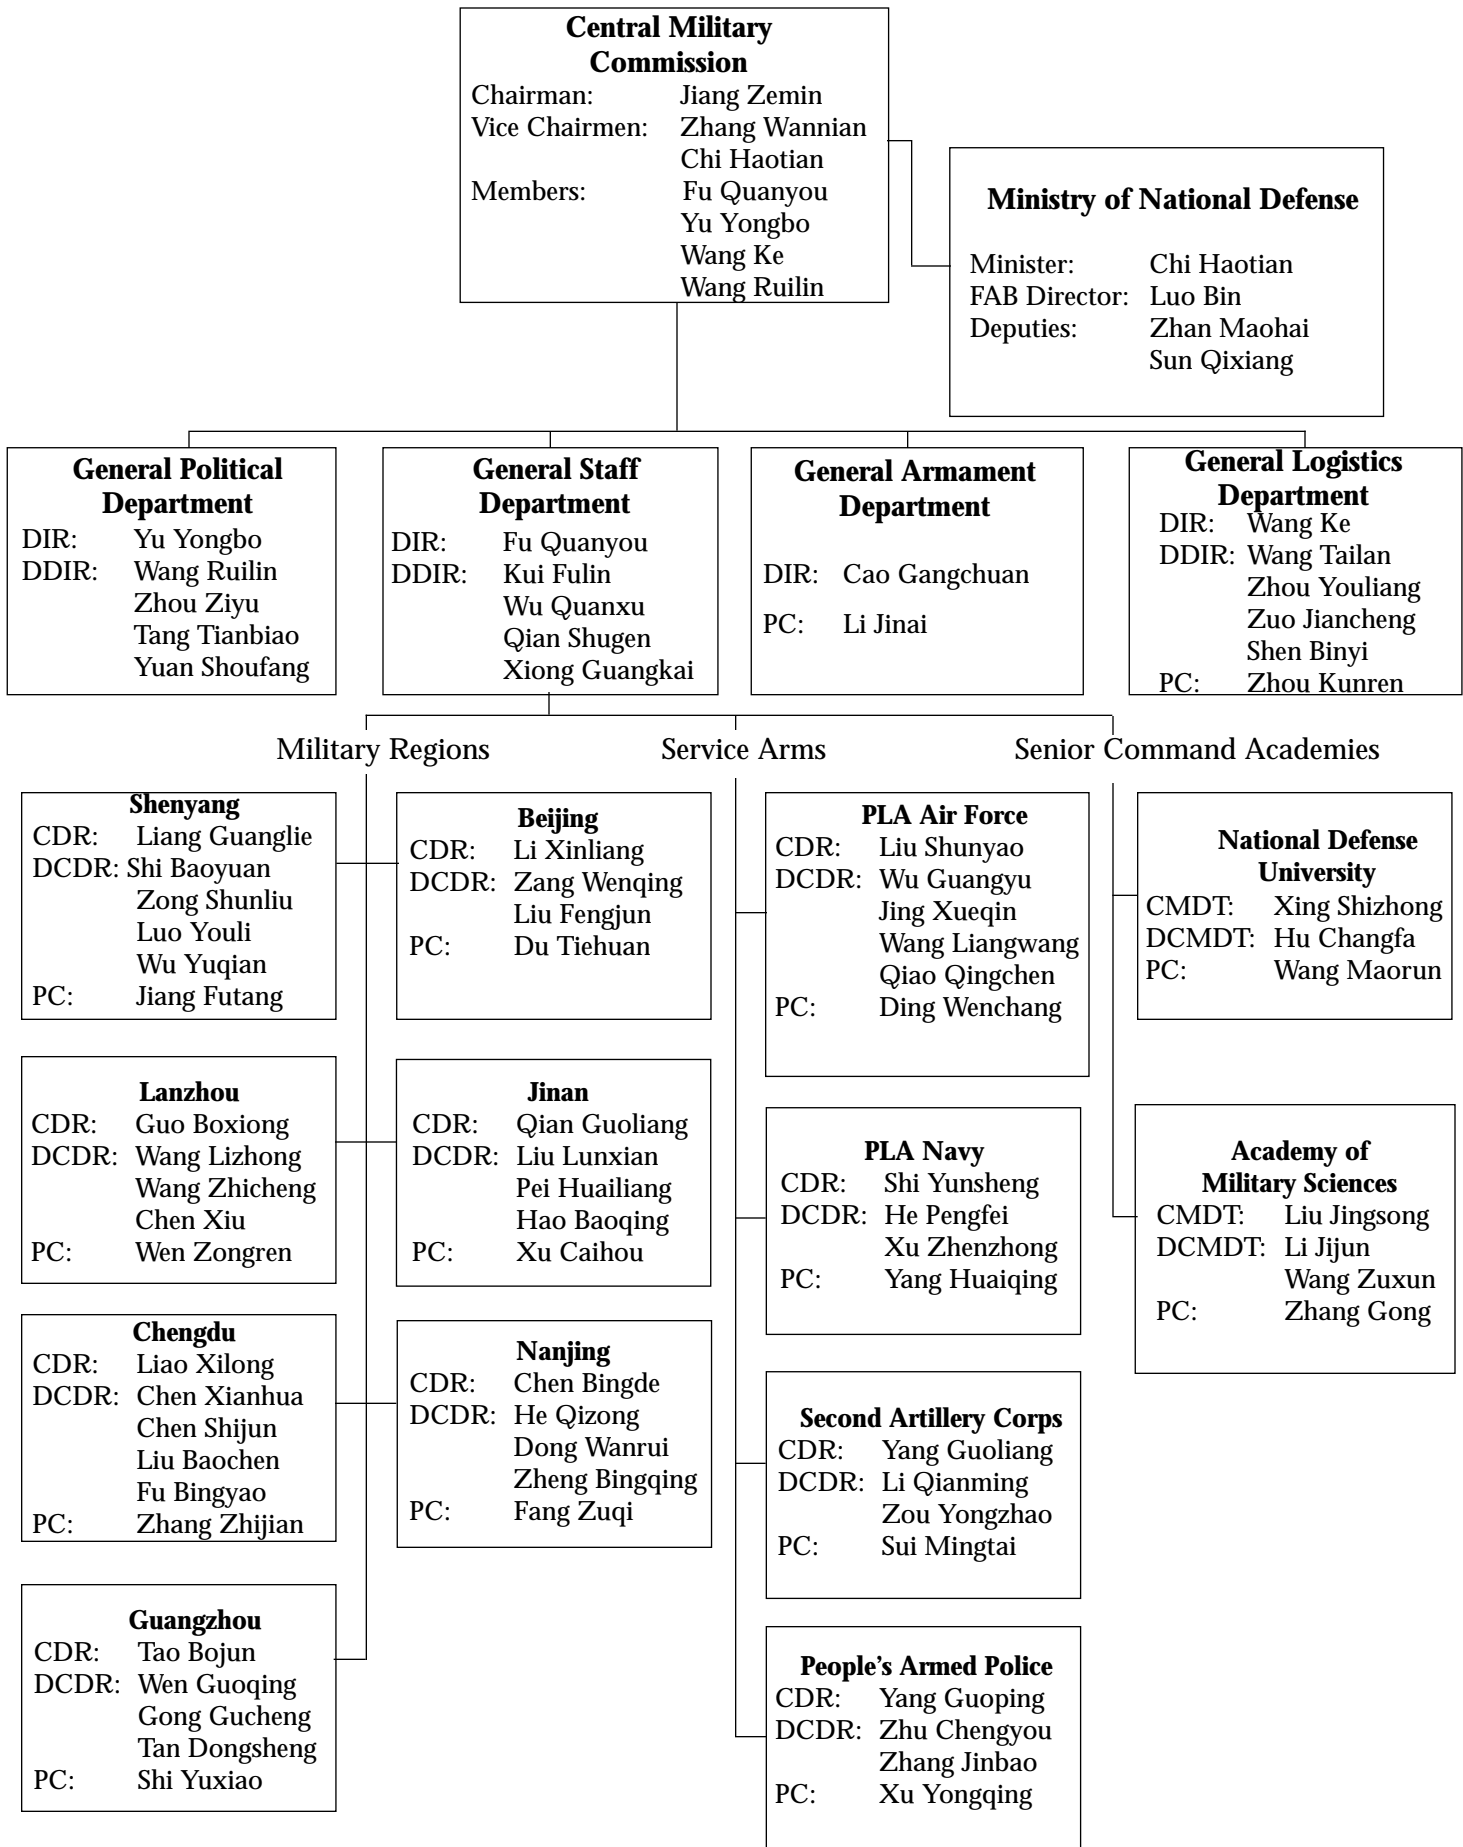 Central Military
Commission
Chairman: Jiang Zemin
Vice Chairmen: Zhang Wannian
Chi Haotian
Members: Fu Quanyou
Yu Yongbo
Wang Ke
Wang Ruilin
Ministry of National Defense
Minister: Chi Haotian
FAB Director: Luo Bin
Deputies: Zhan Maohai
Sun Qixiang
General Political
Department
DIR: Yu Yongbo
DDIR: Wang Ruilin
Zhou Ziyu
Tang Tianbiao
Yuan Shoufang
General Staff
Department
DIR: Fu Quanyou
DDIR: Kui Fulin
Wu Quanxu
Qian Shugen
Xiong Guangkai
General Armament
Department
DIR: Cao Gangchuan
PC: Li Jinai
General Logistics
Department
DIR: Wang Ke
DDIR: Wang Tailan
Zhou Youliang
Zuo Jiancheng
Shen Binyi
PC: Zhou Kunren
Military Regions
Service Arms
Senior Command Academies
Shenyang
CDR: Liang Guanglie
DCDR: Shi Baoyuan
Zong Shunliu
Luo Youli
Wu Yuqian
PC: Jiang Futang
Beijing
CDR: Li Xinliang
DCDR: Zang Wenqing
Liu Fengjun
PC: Du Tiehuan
PLA Air Force
CDR: Liu Shunyao
DCDR: Wu Guangyu
Jing Xueqin
Wang Liangwang
Qiao Qingchen
PC: Ding Wenchang
National Defense
University
CMDT: Xing Shizhong
DCMDT: Hu Changfa
PC: Wang Maorun
Lanzhou
CDR: Guo Boxiong
DCDR: Wang Lizhong
Wang Zhicheng
Chen Xiu
PC: Wen Zongren
Jinan
CDR: Qian Guoliang
DCDR: Liu Lunxian
Pei Huailiang
Hao Baoqing
PC: Xu Caihou
PLA Navy
CDR: Shi Yunsheng
DCDR: He Pengfei
Xu Zhenzhong
PC: Yang Huaiqing
Academy of
Military Sciences
CMDT: Liu Jingsong
DCMDT: Li Jijun
Wang Zuxun
PC: Zhang Gong
Chengdu
CDR: Liao Xilong
DCDR: Chen Xianhua
Chen Shijun
Liu Baochen
Fu Bingyao
PC: Zhang Zhijian
Nanjing
CDR: Chen Bingde
DCDR: He Qizong
Dong Wanrui
Zheng Bingqing
PC: Fang Zuqi
Second Artillery Corps
CDR: Yang Guoliang
DCDR: Li Qianming
Zou Yongzhao
PC: Sui Mingtai
Guangzhou
CDR: Tao Bojun
DCDR: Wen Guoqing
Gong Gucheng
Tan Dongsheng
PC: Shi Yuxiao
People's Armed Police
CDR: Yang Guoping
DCDR: Zhu Chengyou
Zhang Jinbao
PC: Xu Yongqing